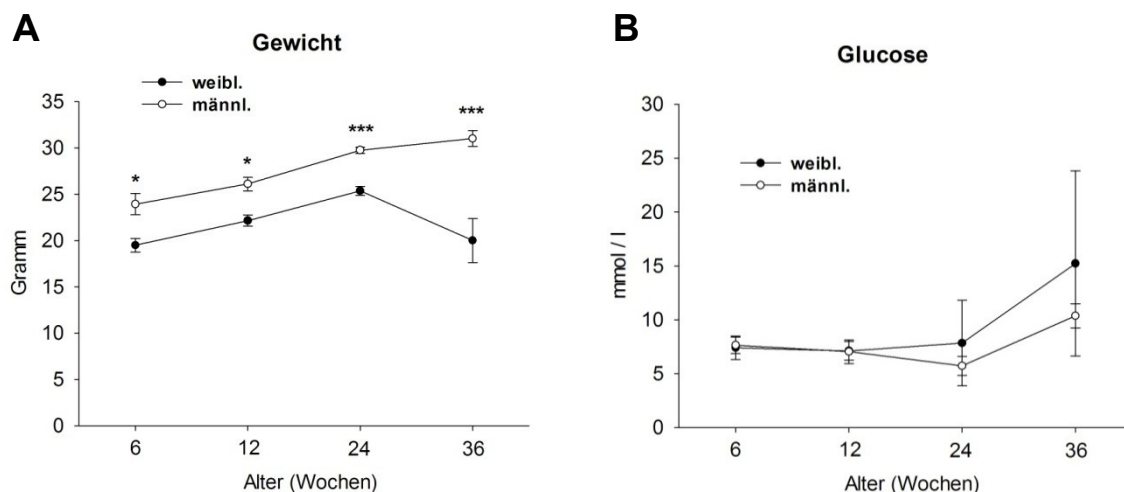 A
Gewicht
weibl.
männl.
35
30
25
20
15
10
5
0
Gramm
*
*
***
***
6 12 24 36
Alter (Wochen)
B
Glucose
weibl.
männl.
30
25
20
15
10
5
0
mmol / l
6 12 24 36
Alter (Wochen)